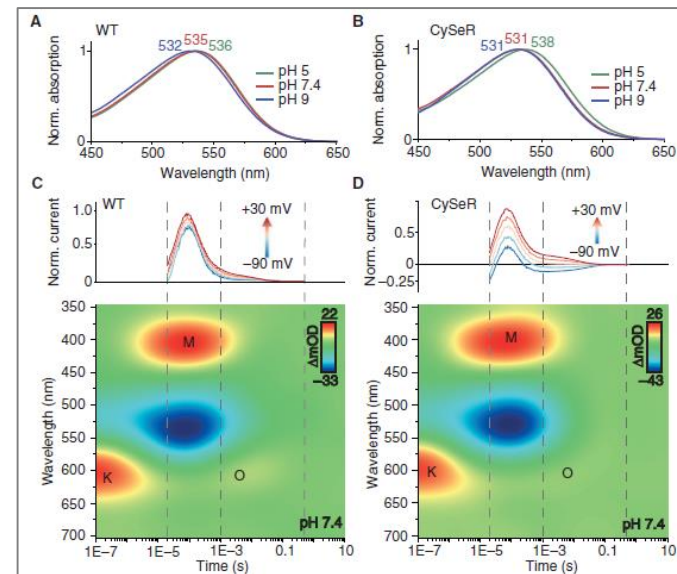 A
WT
532 535 536
Norm. absorption
1
0
pH 5
pH 7.4
pH 9
450 500 550 600 650
Wavelength (nm)
B
CySeR
531 531 538
Norm. absorption
1
0
pH 5
pH 7.4
pH 9
450 500 550 600 650
Wavelength (nm)
C
WT
Norm. current
1.0
0.5
0
+30 mV
−90 mV
D
CySeR
Norm. current
0.5
0
−0.25
+30 mV
−90 mV
Wavelength (nm)
350
400
450
500
550
600
650
700
M
K
O
22
ΔmOD
−33
pH 7.4
1E−7 1E−5 1E−3 0.1 10
Time (s)
Wavelength (nm)
350
400
450
500
550
600
650
700
M
K
O
26
ΔmOD
−43
pH 7.4
1E−7 1E−5 1E−3 0.1 10
Time (s)